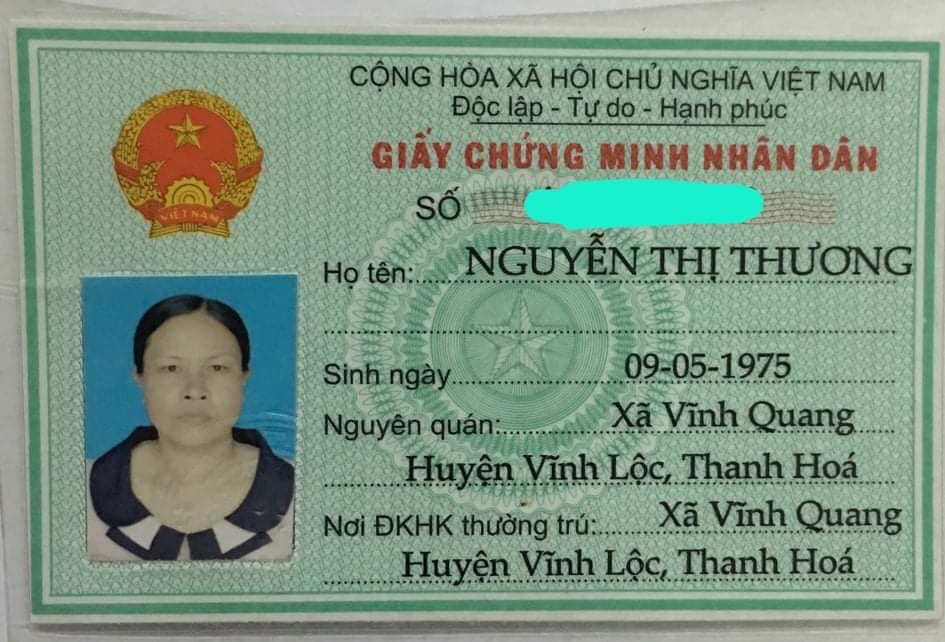 CỘNG HÒA XÃ HỘI CHỦ NGHĨA VIỆT NAM
Độc lập - Tự do - Hạnh phúc
GIẤY CHỨNG MINH NHÂN DÂN
SỐ
VIỆT NAM
Họ tên: NGUYỄN THỊ THƯƠNG
Sinh ngày 09-05-1975
Nguyên quán: Xã Vĩnh Quang
Huyện Vĩnh Lộc, Thanh Hoá
Nơi ĐKHK thường trú: Xã Vĩnh Quang
Huyện Vĩnh Lộc, Thanh Hoá